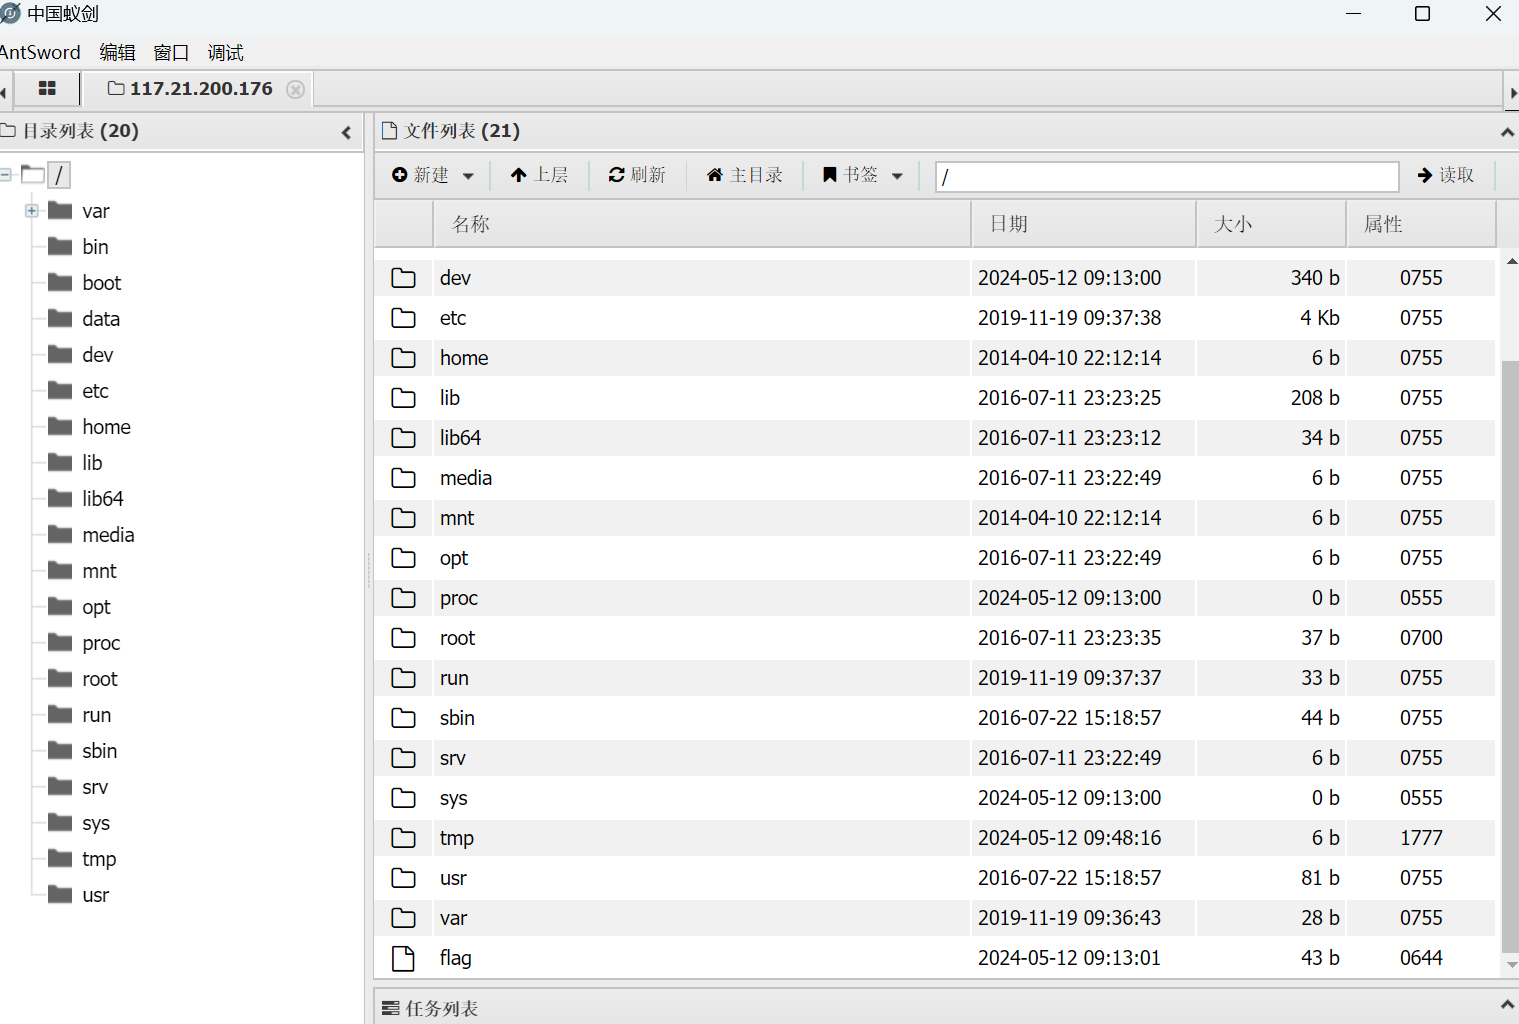 中国蚁剑
AntSword 编辑 窗口 调试
117.21.200.176
目录列表 (20)
/
var
bin
boot
data
dev
etc
home
lib
lib64
media
mnt
opt
proc
root
run
sbin
srv
sys
tmp
usr
文件列表 (21)
新建 上层 刷新 主目录 书签 / 读取
名称 日期 大小 属性
dev 2024-05-12 09:13:00 340 b 0755
etc 2019-11-19 09:37:38 4 Kb 0755
home 2014-04-10 22:12:14 6 b 0755
lib 2016-07-11 23:23:25 208 b 0755
lib64 2016-07-11 23:23:12 34 b 0755
media 2016-07-11 23:22:49 6 b 0755
mnt 2014-04-10 22:12:14 6 b 0755
opt 2016-07-11 23:22:49 6 b 0755
proc 2024-05-12 09:13:00 0 b 0555
root 2016-07-11 23:23:35 37 b 0700
run 2019-11-19 09:37:37 33 b 0755
sbin 2016-07-22 15:18:57 44 b 0755
srv 2016-07-11 23:22:49 6 b 0755
sys 2024-05-12 09:13:00 0 b 0555
tmp 2024-05-12 09:48:16 6 b 1777
usr 2016-07-22 15:18:57 81 b 0755
var 2019-11-19 09:36:43 28 b 0755
flag 2024-05-12 09:13:01 43 b 0644
任务列表